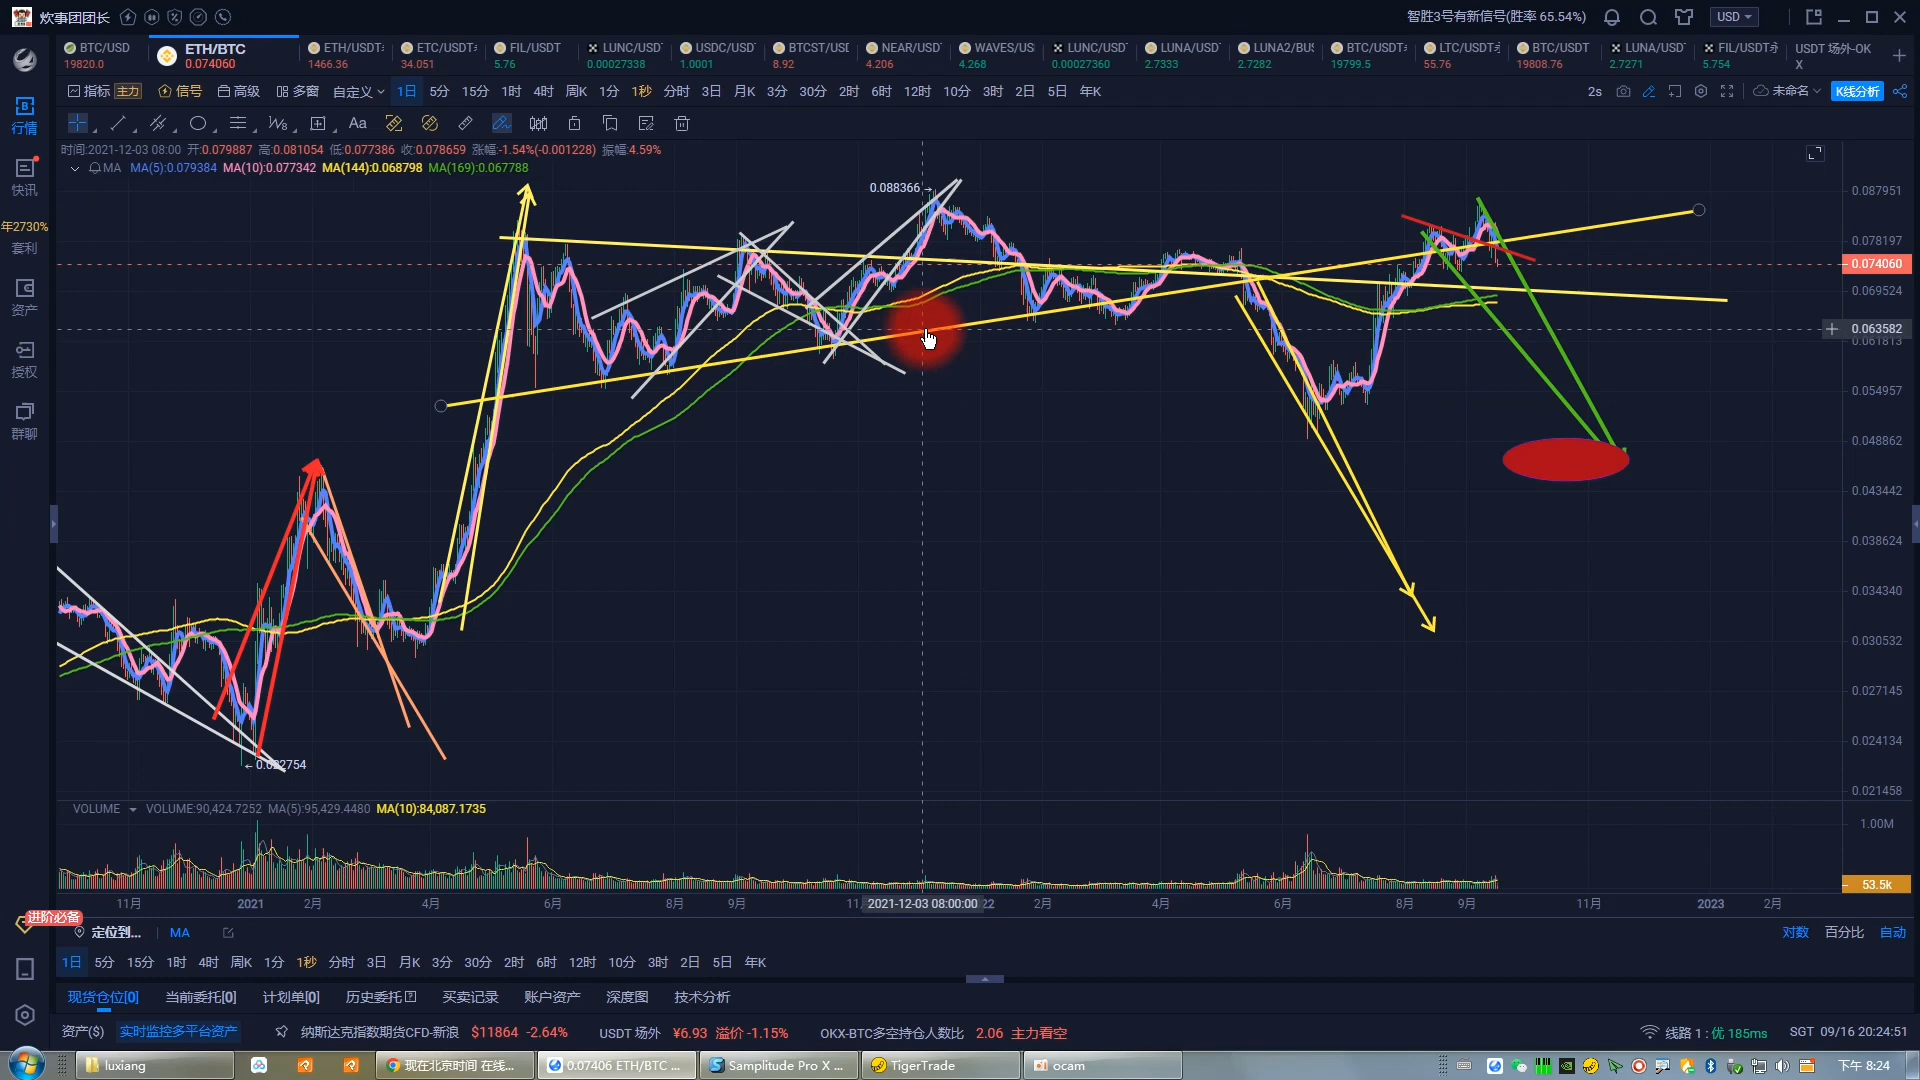 炊事团团长
智胜3号有新信号(胜率 65.54%)
USD
BTC/USD
19820.0
ETH/BTC
0.074060
ETH/USDT
1466.36
ETC/USDT
34.051
FIL/USDT
5.76
LUNC/USD
0.00027338
USDC/USD
1.0001
BTCST/USD
8.92
NEAR/USD
4.206
WAVES/US
4.268
LUNC/USD
0.00027360
LUNA/USD
2.7333
LUNA2/BUS
2.7282
BTC/USDT
19799.5
LTC/USDT永
55.76
BTC/USDT
19808.76
LUNA/USD
2.7271
FIL/USDT永
5.754
USDT 场外-OK
X
指标 主力 信号 高级 多窗 自定义 1日 5分 15分 1时 4时 周K 1分 1秒 分时 3日 月K 3分 30分 2时 6时 12时 10分 3时 2日 5日 年K
2s 未命名 K线分析
Aa
时间:2021-12-03 08:00 开:0.079887 高:0.081054 低:0.077386 收:0.078659 涨幅:-1.54%(-0.001228) 振幅:4.59%
MA MA(5):0.079384 MA(10):0.077342 MA(144):0.068798 MA(169):0.067788
行情
快讯
年2730%
套利
资产
授权
群聊
进阶必备
0.088366
0.022754
0.087951
0.078197
0.074060
0.069524
0.063582
0.061813
0.054957
0.048862
0.043442
0.038624
0.034340
0.030532
0.027145
0.024134
0.021458
VOLUME VOLUME:90,424.7252 MA(5):95,429.4480 MA(10):84,087.1735
1.00M
53.5k
11月 2021 2月 4月 6月 8月 9月 11 2021-12-03 08:00:00 22 2月 4月 6月 8月 9月 11月 2023 2月
定位到... MA
对数 百分比 自动
1日 5分 15分 1时 4时 周K 1分 1秒 分时 3日 月K 3分 30分 2时 6时 12时 10分 3时 2日 5日 年K
现货仓位[0] 当前委托[0] 计划单[0] 历史委托 买卖记录 账户资产 深度图 技术分析
资产($) 实时监控多平台资产 纳斯达克指数期货CFD-新浪 $11864 -2.64% USDT 场外 ¥6.93 溢价 -1.15% OKX-BTC多空持仓人数比 2.06 主力看空
线路 1 : 优 185ms SGT 09/16 20:24:51
luxiang
现在北京时间 在线...
0.07406 ETH/BTC ...
Samplitude Pro X ...
TigerTrade
ocam
下午 8:24